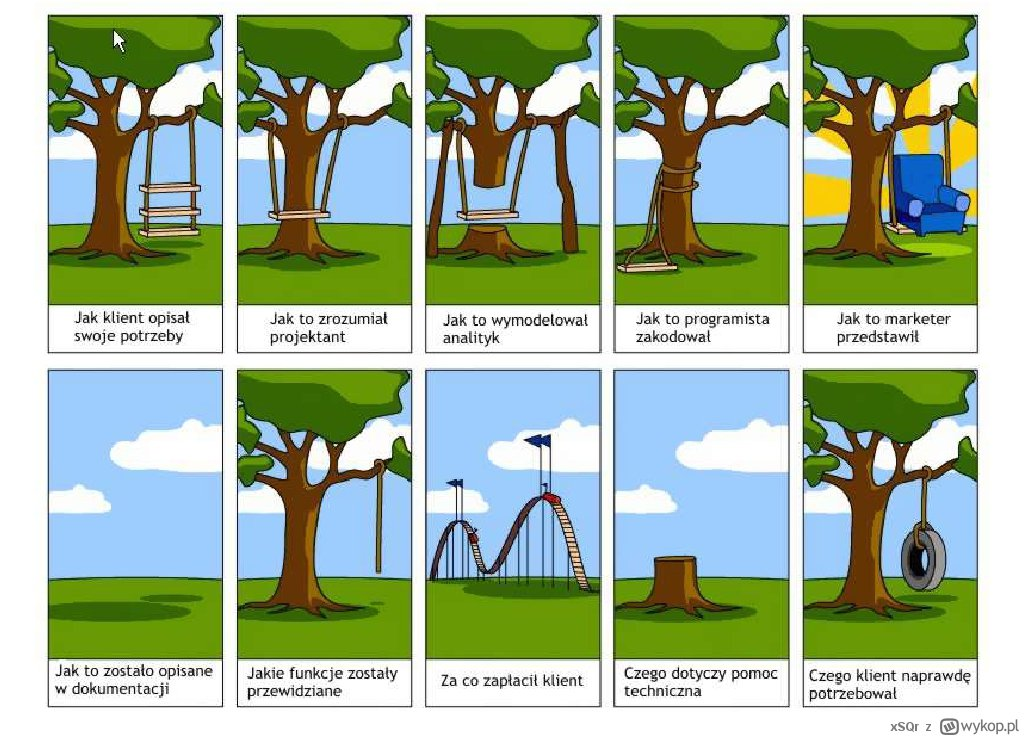 Jak klient opisał
swoje potrzeby
Jak to zrozumiał
projektant
Jak to wymodelował
analityk
Jak to programista
zakodował
Jak to marketer
przedstawił
Jak to zostało opisane
w dokumentacji
Jakie funkcje zostały
przewidziane
Za co zapłacił klient
Czego dotyczy pomoc
techniczna
Czego klient naprawdę
potrzebował
xSQr z wykop.pl